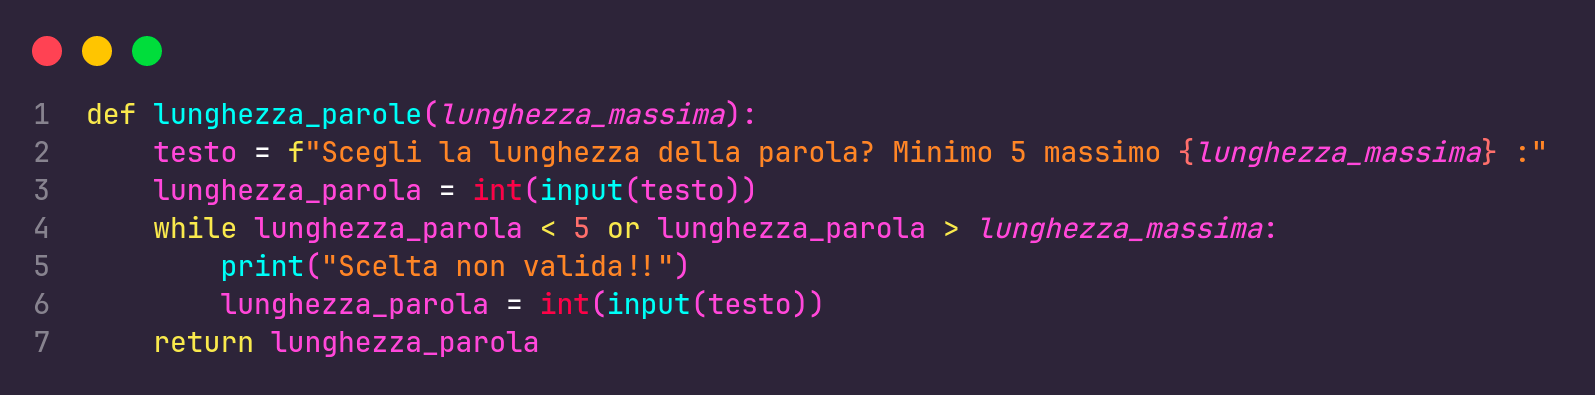 1 def lunghezza_parole(lunghezza_massima):
2     testo = f"Scegli la lunghezza della parola? Minimo 5 massimo {lunghezza_massima} :"
3     lunghezza_parola = int(input(testo))
4     while lunghezza_parola < 5 or lunghezza_parola > lunghezza_massima:
5         print("Scelta non valida!!")
6         lunghezza_parola = int(input(testo))
7     return lunghezza_parola